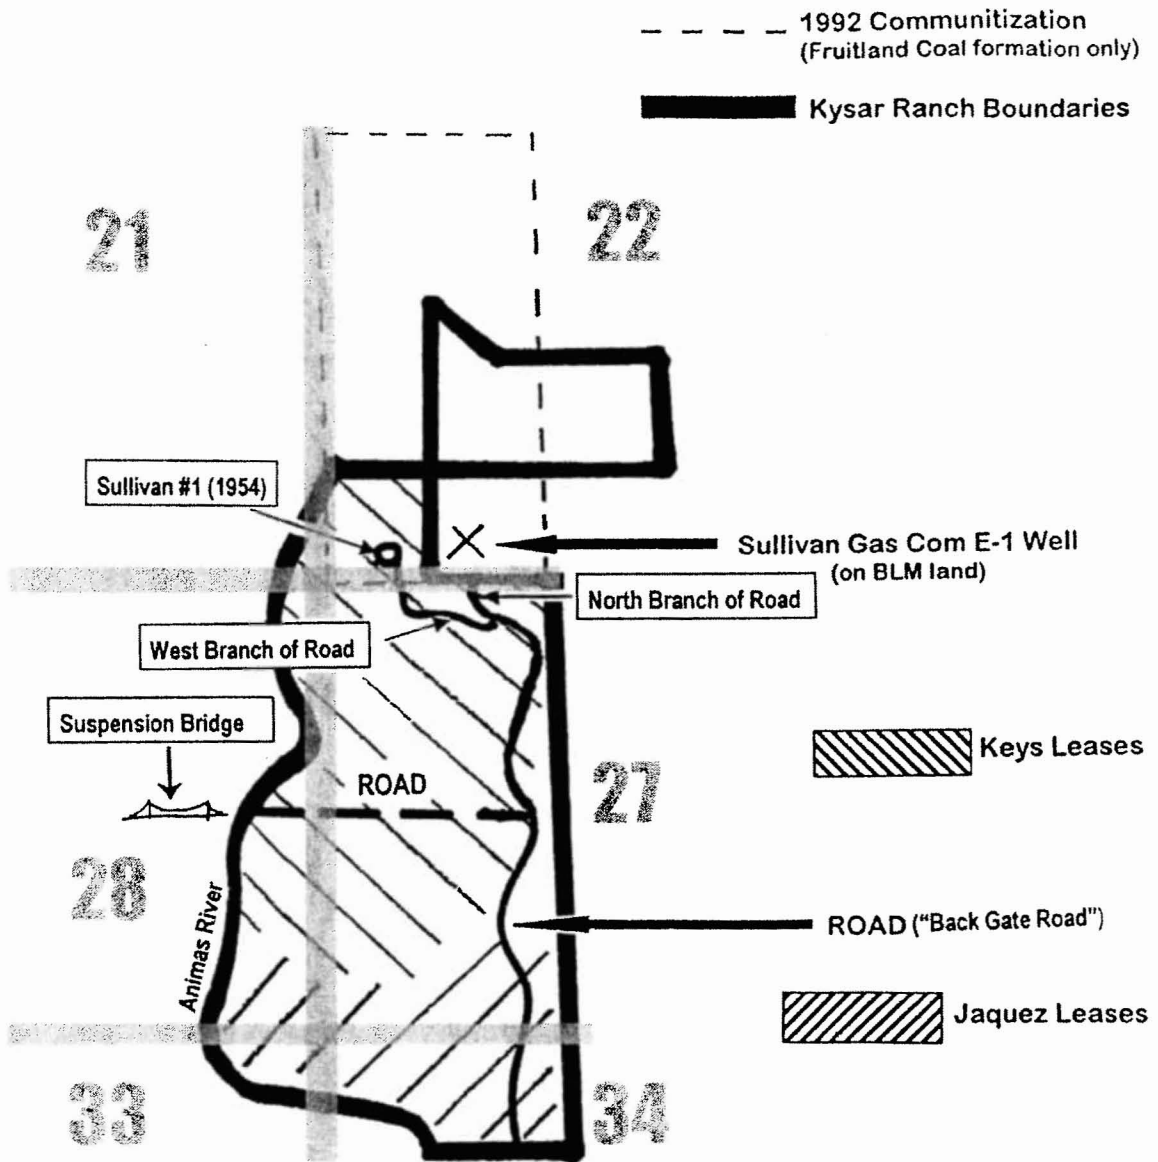 1992 Communitization
(Fruitland Coal formation only)
Kysar Ranch Boundaries
21
22
Sullivan #1 (1954)
Sullivan Gas Com E-1 Well
(on BLM land)
North Branch of Road
West Branch of Road
Suspension Bridge
Keys Leases
ROAD
27
28
Animas River
ROAD ("Back Gate Road")
Jaquez Leases
33
34